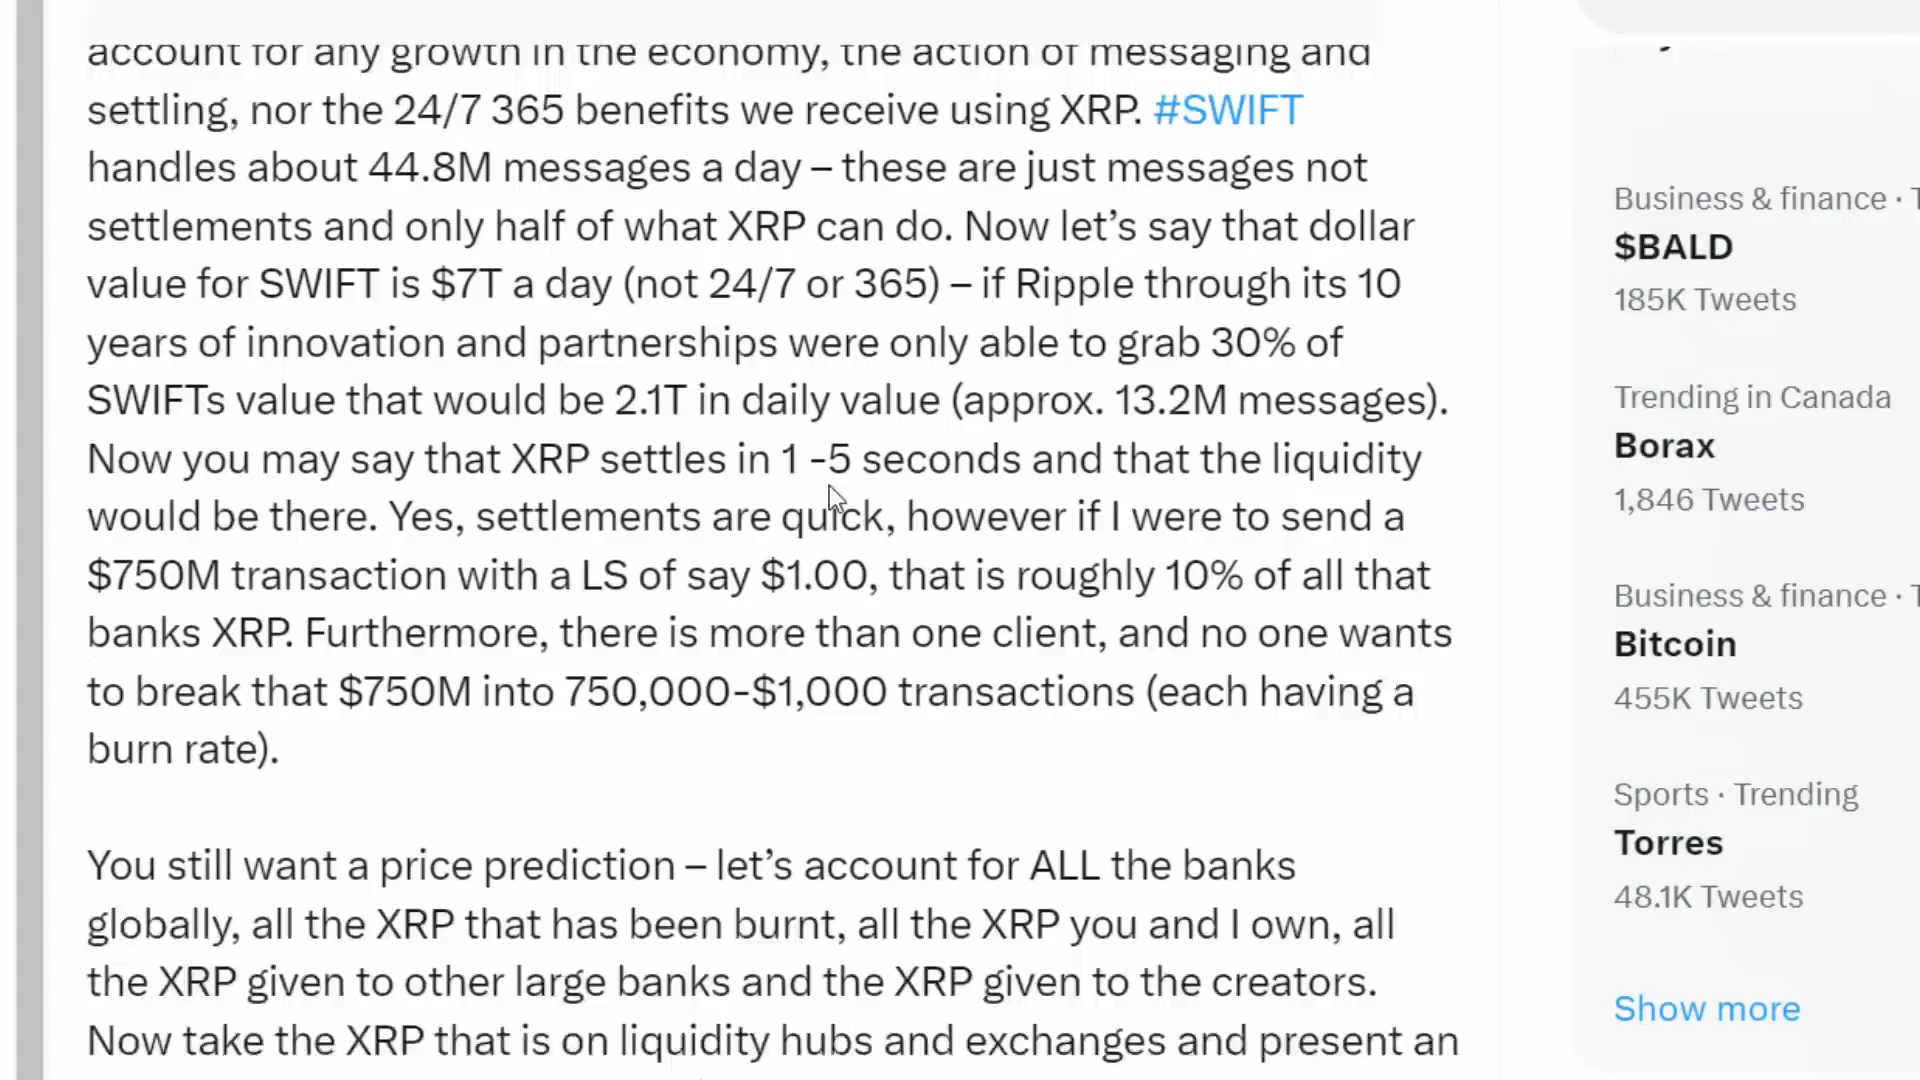 account for any growth in the economy, the action of messaging and
settling, nor the 24/7 365 benefits we receive using XRP. #SWIFT
handles about 44.8M messages a day – these are just messages not
settlements and only half of what XRP can do. Now let’s say that dollar
value for SWIFT is $7T a day (not 24/7 or 365) – if Ripple through its 10
years of innovation and partnerships were only able to grab 30% of
SWIFTs value that would be 2.1T in daily value (approx. 13.2M messages).
Now you may say that XRP settles in 1 -5 seconds and that the liquidity
would be there. Yes, settlements are quick, however if I were to send a
$750M transaction with a LS of say $1.00, that is roughly 10% of all that
banks XRP. Furthermore, there is more than one client, and no one wants
to break that $750M into 750,000-$1,000 transactions (each having a
burn rate).
You still want a price prediction – let’s account for ALL the banks
globally, all the XRP that has been burnt, all the XRP you and I own, all
the XRP given to other large banks and the XRP given to the creators.
Now take the XRP that is on liquidity hubs and exchanges and present an
Business & finance ·
$BALD
185K Tweets
Trending in Canada
Borax
1,846 Tweets
Business & finance ·
Bitcoin
455K Tweets
Sports · Trending
Torres
48.1K Tweets
Show more